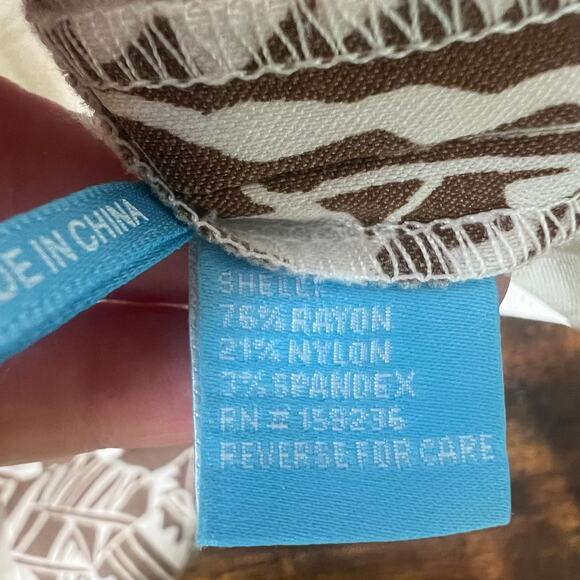 DE IN CHINA
SHELL:
76% RAYON
21% NYLON
3% SPANDEX
RN # 159236
REVERSE FOR CARE